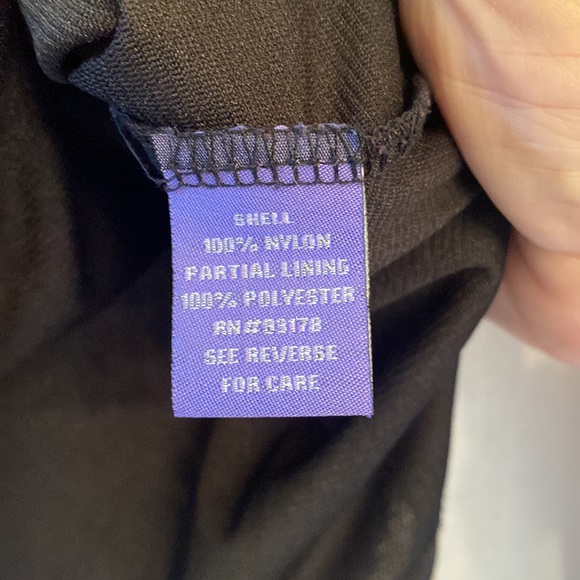 SHELL
100% NYLON
PARTIAL LINING
100% POLYESTER
RN#93178
SEE REVERSE
FOR CARE